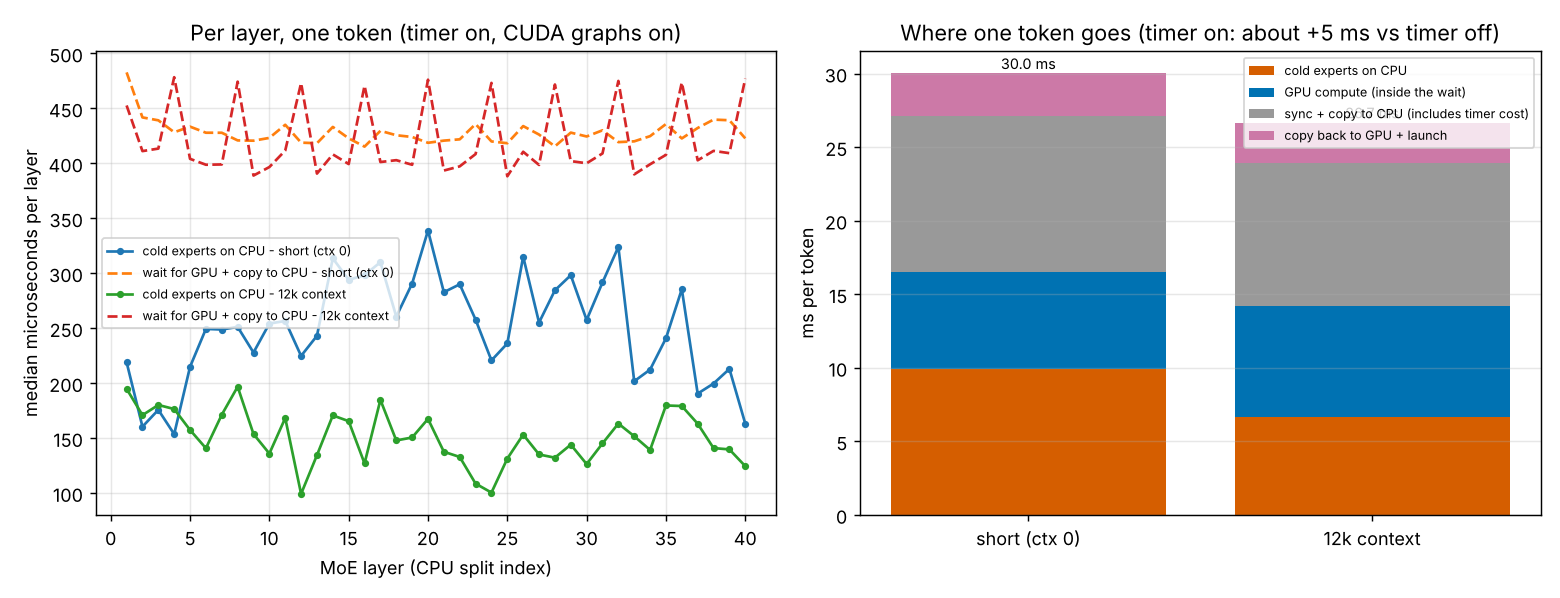 Per layer, one token (timer on, CUDA graphs on)
median microseconds per layer
500
450
400
350
300
250
200
150
100
cold experts on CPU - short (ctx 0)
wait for GPU + copy to CPU - short (ctx 0)
cold experts on CPU - 12k context
wait for GPU + copy to CPU - 12k context
0 5 10 15 20 25 30 35 40
MoE layer (CPU split index)
Where one token goes (timer on: about +5 ms vs timer off)
ms per token
30
25
20
15
10
5
0
30.0 ms
cold experts on CPU
GPU compute (inside the wait)
sync + copy to CPU (includes timer cost)
copy back to GPU + launch
short (ctx 0) 12k context